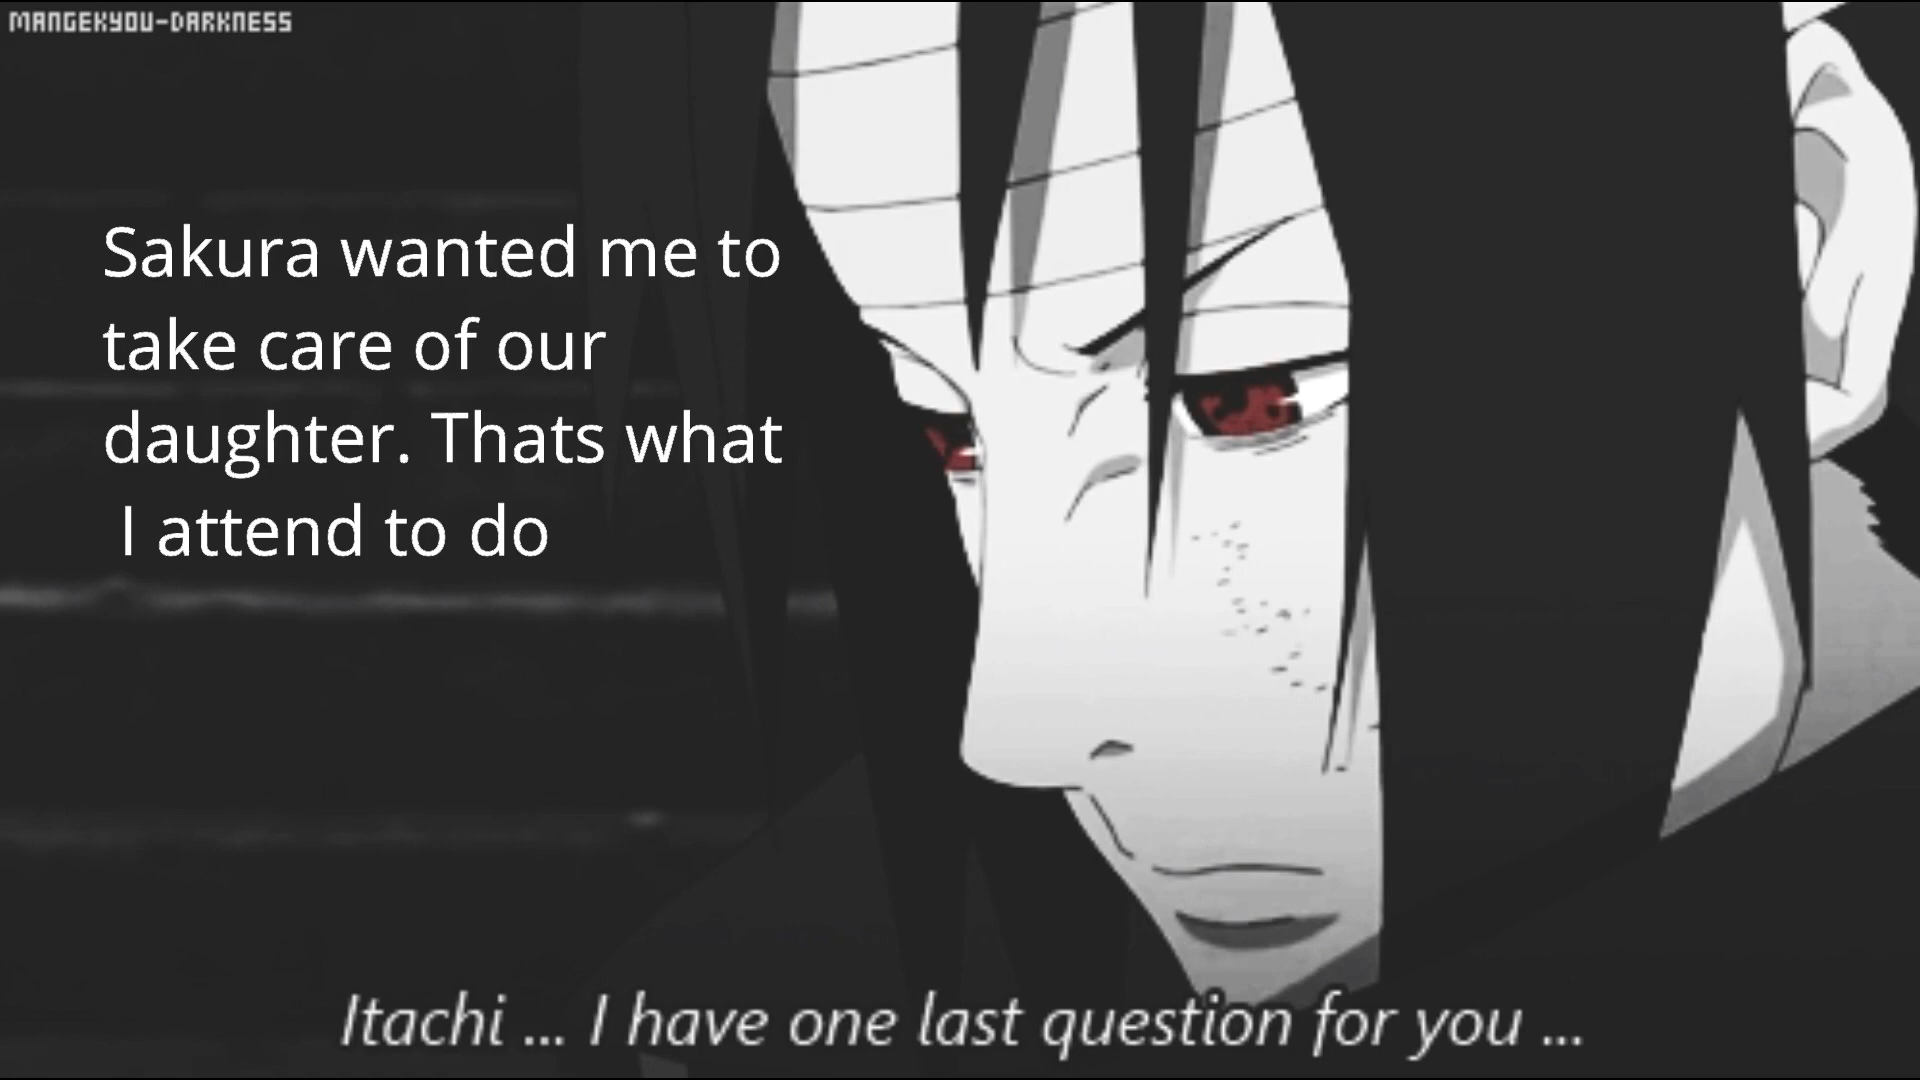 MANGEKYOU-DARKNESS
Sakura wanted me to
take care of our
daughter. Thats what
I attend to do
Itachi ... I have one last question for you ...